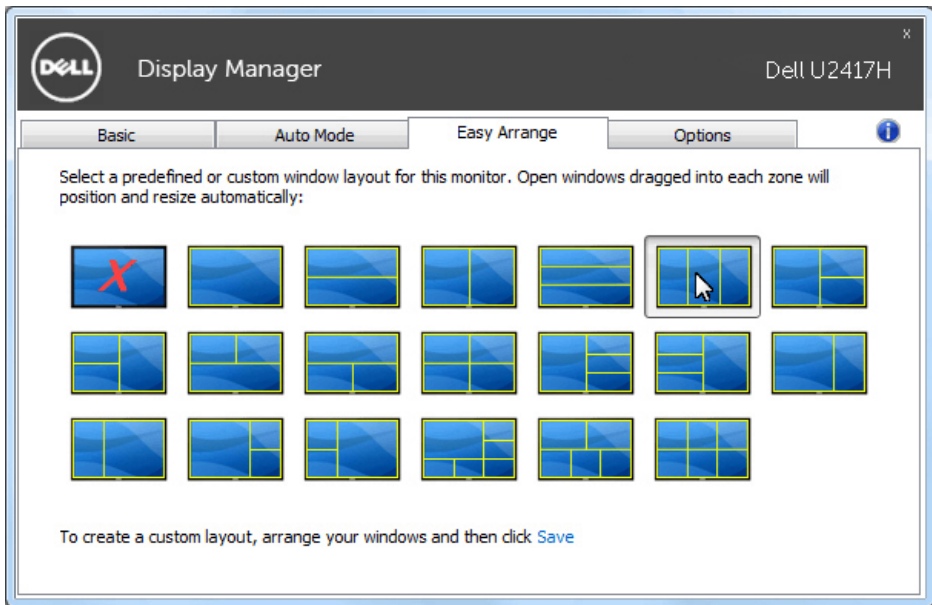 x
DELL
Display Manager
Dell U2417H
Basic
Auto Mode
Easy Arrange
Options
i
Select a predefined or custom window layout for this monitor. Open windows dragged into each zone will
position and resize automatically:
X
To create a custom layout, arrange your windows and then click Save